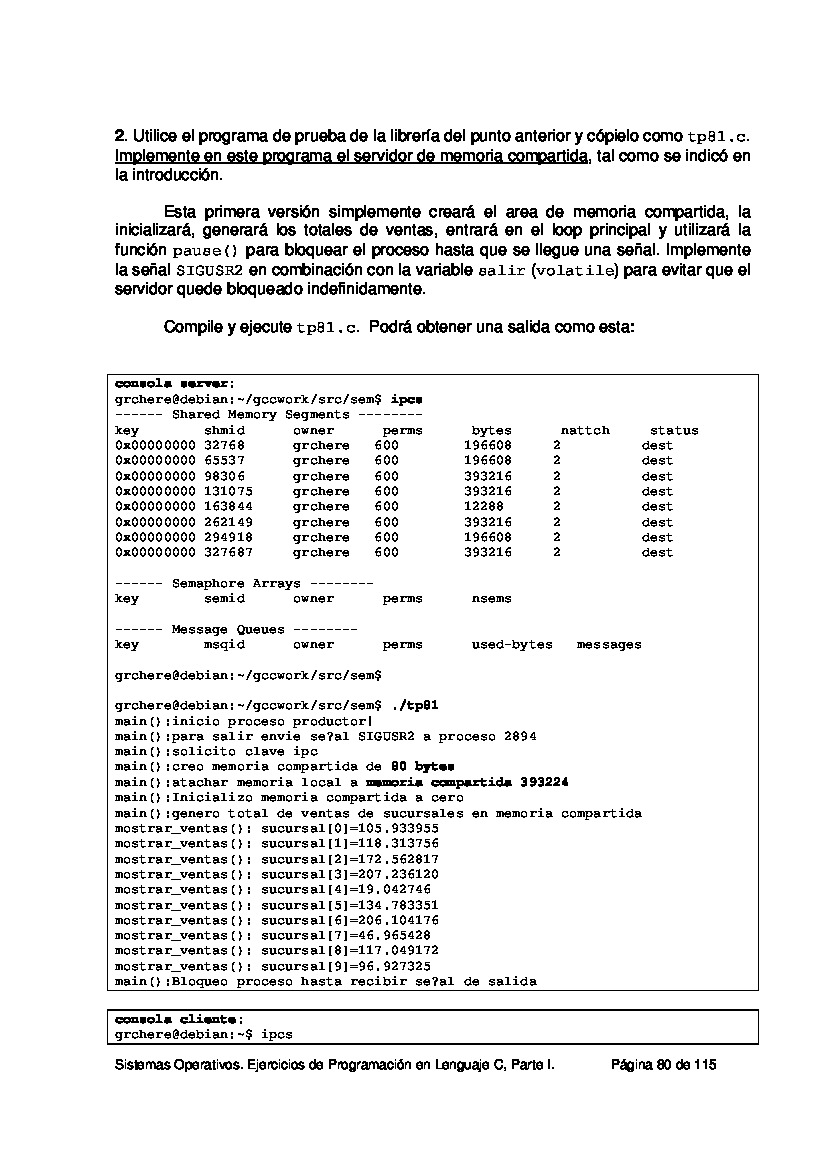 2. Utilice el programa de prueba de la librería del punto anterior y cópielo como tp81.c.
Implemente en este programa el servidor de memoria compartida, tal como se indicó en
la introducción.
Esta primera versión simplemente creará el area de memoria compartida, la
inicializará, generará los totales de ventas, entrará en el loop principal y utilizará la
función pause() para bloquear el proceso hasta que se llegue una señal. Implemente
la señal SIGUSR2 en combinación con la variable salir (volatile) para evitar que el
servidor quede bloqueado indefinidamente.
Compile y ejecute tp81.c. Podrá obtener una salida como esta:
consola server:
grchere@debian:~/gccwork/src/sem$ ipcs
------ Shared Memory Segments --------
key shmid owner perms bytes nattch status
0x00000000 32768 grchere 600 196608 2 dest
0x00000000 65537 grchere 600 196608 2 dest
0x00000000 98306 grchere 600 393216 2 dest
0x00000000 131075 grchere 600 393216 2 dest
0x00000000 163844 grchere 600 12288 2 dest
0x00000000 262149 grchere 600 393216 2 dest
0x00000000 294918 grchere 600 196608 2 dest
0x00000000 327687 grchere 600 393216 2 dest
------ Semaphore Arrays --------
key semid owner perms nsems
------ Message Queues --------
key msqid owner perms used-bytes messages
grchere@debian:~/gccwork/src/sem$
grchere@debian:~/gccwork/src/sem$ ./tp81
main():inicio proceso productor!
main():para salir envie se?al SIGUSR2 a proceso 2894
main():solicito clave ipc
main():creo memoria compartida de 80 bytes
main():atachar memoria local a memoria compartida 393224
main():Inicializo memoria compartida a cero
main():genero total de ventas de sucursales en memoria compartida
mostrar_ventas(): sucursal[0]=105.933955
mostrar_ventas(): sucursal[1]=118.313756
mostrar_ventas(): sucursal[2]=172.562817
mostrar_ventas(): sucursal[3]=207.236120
mostrar_ventas(): sucursal[4]=19.042746
mostrar_ventas(): sucursal[5]=134.783351
mostrar_ventas(): sucursal[6]=206.104176
mostrar_ventas(): sucursal[7]=46.965428
mostrar_ventas(): sucursal[8]=117.049172
mostrar_ventas(): sucursal[9]=96.927325
main():Bloqueo proceso hasta recibir se?al de salida
consola cliente:
grchere@debian:~$ ipcs
Sistemas Operativos. Ejercicios de Programación en Lenguaje C, Parte I. Página 80 de 115